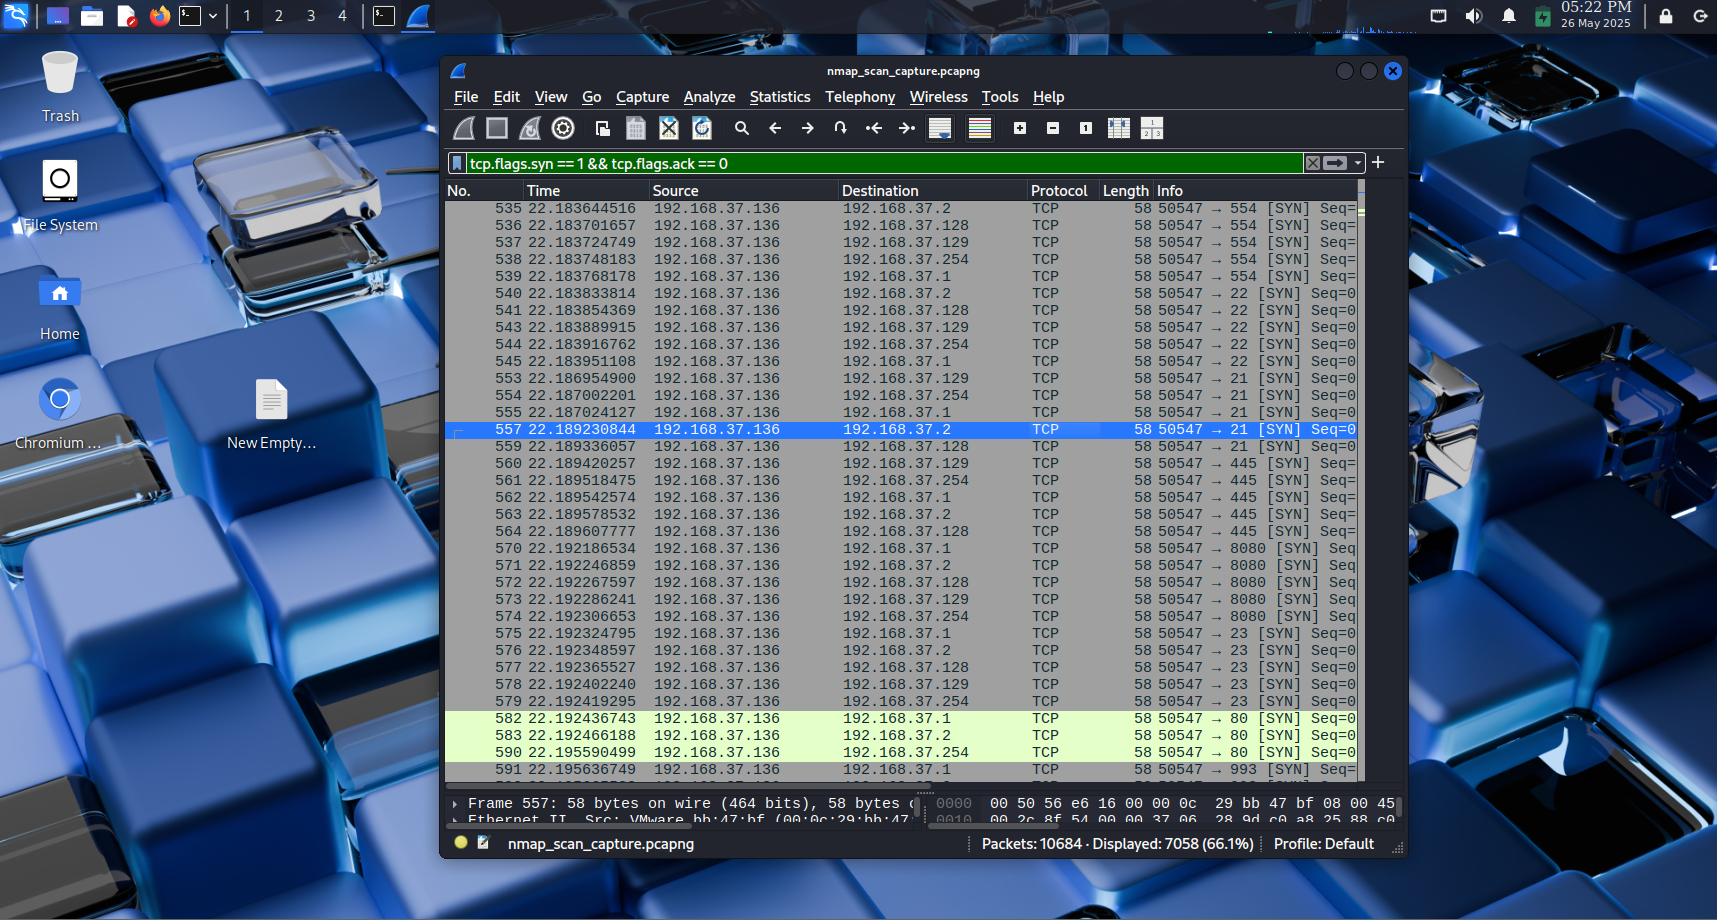 1 2 3 4
05:22 PM
26 May 2025
Trash
File System
Home
Chromium ...
New Empty...
nmap_scan_capture.pcapng
File Edit View Go Capture Analyze Statistics Telephony Wireless Tools Help
tcp.flags.syn == 1 && tcp.flags.ack == 0
No. Time Source Destination Protocol Length Info
535 22.183644516 192.168.37.136 192.168.37.2 TCP 58 50547 → 554 [SYN] Seq=
536 22.183701657 192.168.37.136 192.168.37.128 TCP 58 50547 → 554 [SYN] Seq=
537 22.183724749 192.168.37.136 192.168.37.129 TCP 58 50547 → 554 [SYN] Seq=
538 22.183748183 192.168.37.136 192.168.37.254 TCP 58 50547 → 554 [SYN] Seq=
539 22.183768178 192.168.37.136 192.168.37.1 TCP 58 50547 → 554 [SYN] Seq=
540 22.183833814 192.168.37.136 192.168.37.2 TCP 58 50547 → 22 [SYN] Seq=0
541 22.183854369 192.168.37.136 192.168.37.128 TCP 58 50547 → 22 [SYN] Seq=0
543 22.183889915 192.168.37.136 192.168.37.129 TCP 58 50547 → 22 [SYN] Seq=0
544 22.183916762 192.168.37.136 192.168.37.254 TCP 58 50547 → 22 [SYN] Seq=0
545 22.183951108 192.168.37.136 192.168.37.1 TCP 58 50547 → 22 [SYN] Seq=0
553 22.186954900 192.168.37.136 192.168.37.129 TCP 58 50547 → 21 [SYN] Seq=0
554 22.187002201 192.168.37.136 192.168.37.254 TCP 58 50547 → 21 [SYN] Seq=0
555 22.187024127 192.168.37.136 192.168.37.1 TCP 58 50547 → 21 [SYN] Seq=0
557 22.189230844 192.168.37.136 192.168.37.2 TCP 58 50547 → 21 [SYN] Seq=0
559 22.189336057 192.168.37.136 192.168.37.128 TCP 58 50547 → 21 [SYN] Seq=0
560 22.189420257 192.168.37.136 192.168.37.129 TCP 58 50547 → 445 [SYN] Seq=
561 22.189518475 192.168.37.136 192.168.37.254 TCP 58 50547 → 445 [SYN] Seq=
562 22.189542574 192.168.37.136 192.168.37.1 TCP 58 50547 → 445 [SYN] Seq=
563 22.189578532 192.168.37.136 192.168.37.2 TCP 58 50547 → 445 [SYN] Seq=
564 22.189607777 192.168.37.136 192.168.37.128 TCP 58 50547 → 445 [SYN] Seq=
570 22.192186534 192.168.37.136 192.168.37.1 TCP 58 50547 → 8080 [SYN] Seq
571 22.192246859 192.168.37.136 192.168.37.2 TCP 58 50547 → 8080 [SYN] Seq
572 22.192267597 192.168.37.136 192.168.37.128 TCP 58 50547 → 8080 [SYN] Seq
573 22.192286241 192.168.37.136 192.168.37.129 TCP 58 50547 → 8080 [SYN] Seq
574 22.192306653 192.168.37.136 192.168.37.254 TCP 58 50547 → 8080 [SYN] Seq
575 22.192324795 192.168.37.136 192.168.37.1 TCP 58 50547 → 23 [SYN] Seq=0
576 22.192348597 192.168.37.136 192.168.37.2 TCP 58 50547 → 23 [SYN] Seq=0
577 22.192365527 192.168.37.136 192.168.37.128 TCP 58 50547 → 23 [SYN] Seq=0
578 22.192402240 192.168.37.136 192.168.37.129 TCP 58 50547 → 23 [SYN] Seq=0
579 22.192419295 192.168.37.136 192.168.37.254 TCP 58 50547 → 23 [SYN] Seq=0
582 22.192436743 192.168.37.136 192.168.37.1 TCP 58 50547 → 80 [SYN] Seq=0
583 22.192466188 192.168.37.136 192.168.37.2 TCP 58 50547 → 80 [SYN] Seq=0
590 22.195590499 192.168.37.136 192.168.37.254 TCP 58 50547 → 80 [SYN] Seq=0
591 22.195636749 192.168.37.136 192.168.37.1 TCP 58 50547 → 993 [SYN] Seq=
Frame 557: 58 bytes on wire (464 bits), 58 bytes
0000 00 50 56 e6 16 00 00 0c 29 bb 47 bf 08 00 45
Ethernet II, Src: VMware_bb:47:bf (00:0c:29:bb:47:
0010 00 2c 8f 54 00 00 37 06 28 9d c0 a8 25 88 c0
nmap_scan_capture.pcapng
Packets: 10684 · Displayed: 7058 (66.1%)
Profile: Default